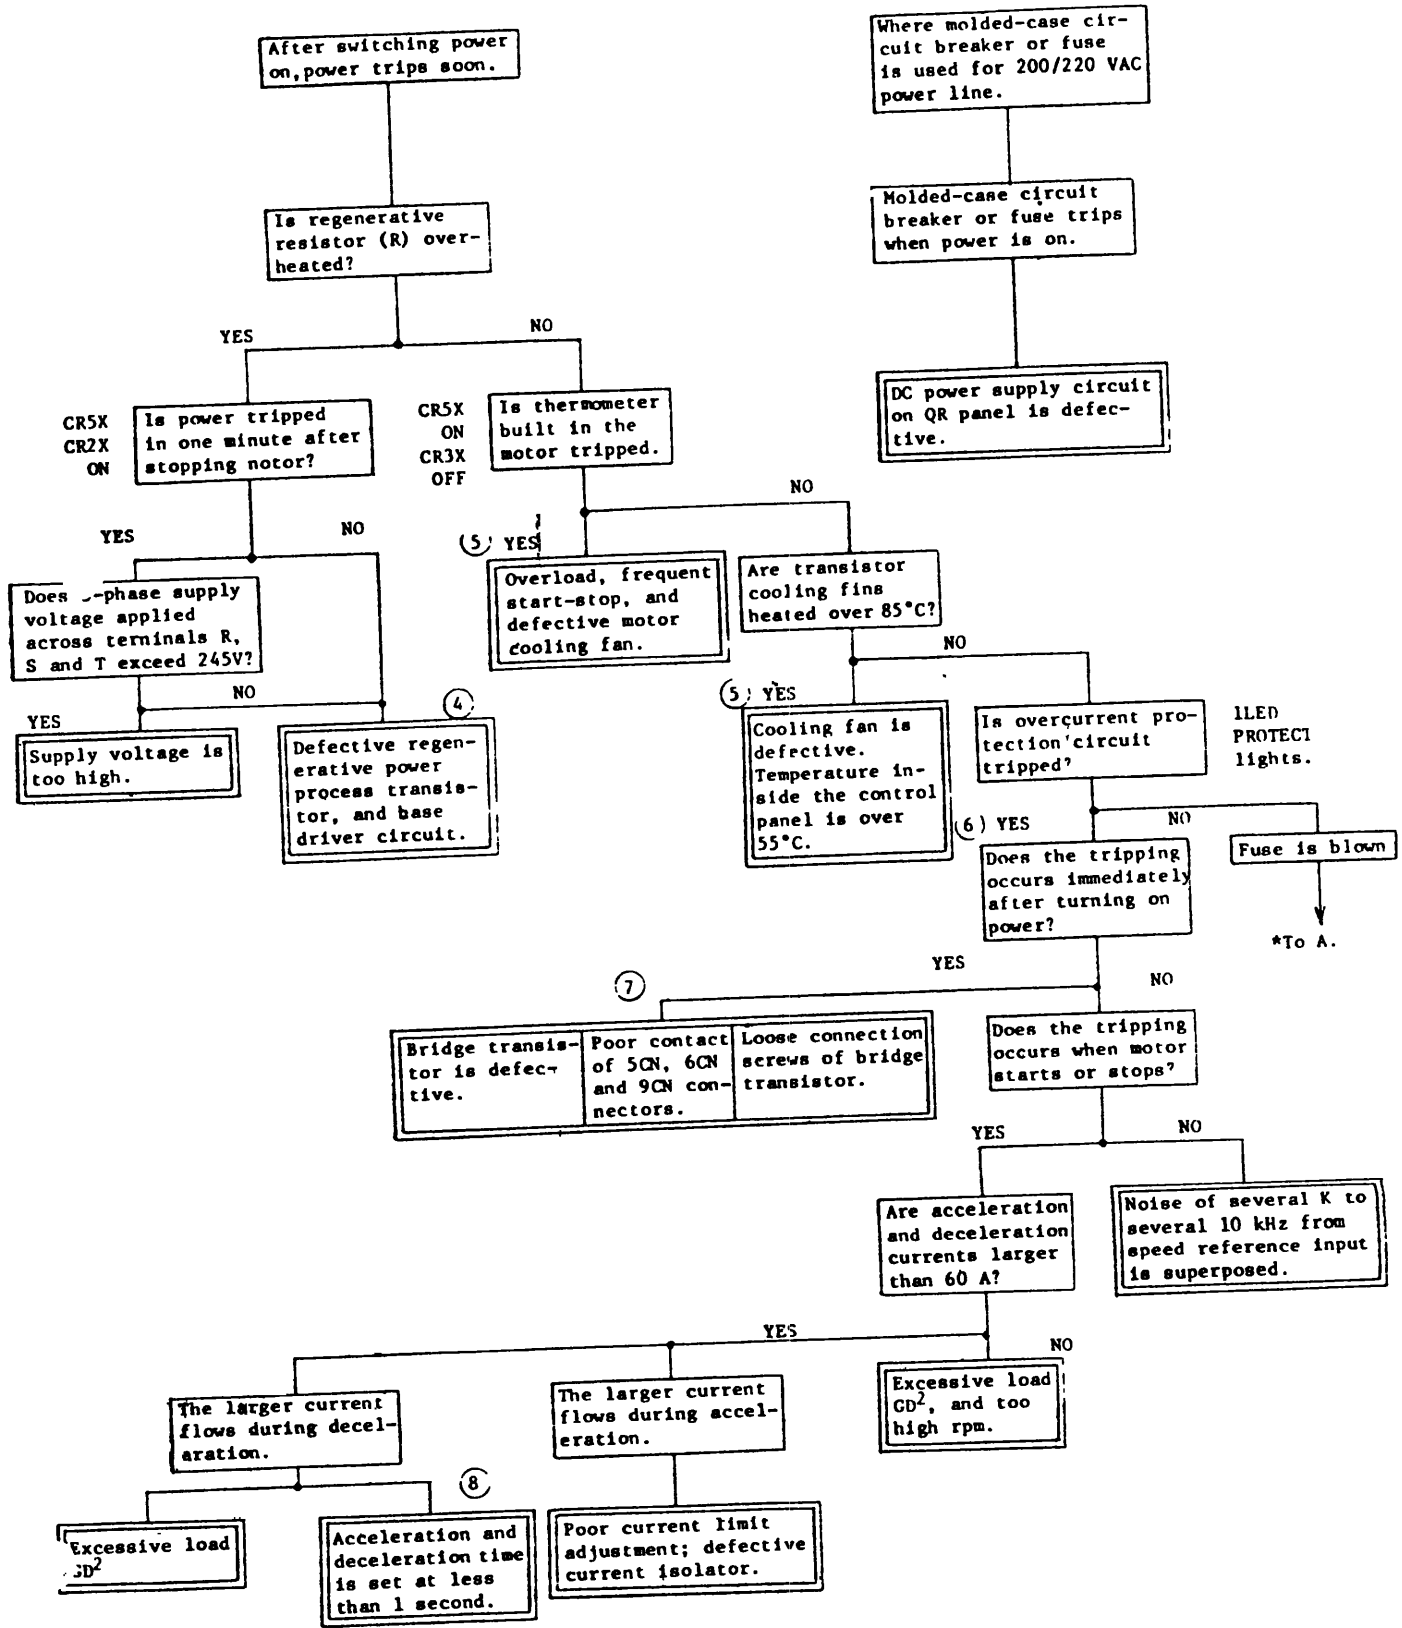 After switching power
on,power trips soon.
Where molded-case cir-
cuit breaker or fuse
is used for 200/220 VAC
power line.
Is regenerative
resistor (R) over-
heated?
Molded-case circuit
breaker or fuse trips
when power is on.
YES
NO
DC power supply circuit
on QR panel is defec-
tive.
CR5X
CR2X
ON
Is power tripped
in one minute after
stopping notor?
CR5X
ON
CR3X
OFF
Is thermometer
built in the
motor tripped.
YES
NO
NO
(5) YES
Does -phase supply
voltage applied
across terninals R,
S and T exceed 245V?
Overload, frequent
start-stop, and
defective motor
cooling fan.
Are transistor
cooling fins
heated over 85°C?
NO
NO
YES
4
5 YES
Supply voltage is
too high.
Defective regen-
erative power
process transis-
tor, and base
driver circuit.
Cooling fan is
defective.
Temperature in-
side the control
panel is over
55°C.
Is overcurrent pro-
tection circuit
tripped?
1LED
PROTECT
lights.
(6) YES
NO
Does the tripping
occurs immediately
after turning on
power?
Fuse is blown
*To A.
YES
NO
7
Bridge transis-
tor is defec-
tive.
Poor contact
of 5CN, 6CN
and 9CN con-
nectors.
Loose connection
screws of bridge
transistor.
Does the tripping
occurs when motor
starts or stops?
YES
NO
Are acceleration
and deceleration
currents larger
than 60 A?
Noise of several K to
several 10 kHz from
speed reference input
is superposed.
YES
NO
The larger current
flows during decel-
aration.
The larger current
flows during accel-
eration.
Excessive load
GD², and too
high rpm.
8
Excessive load
GD²
Acceleration and
deceleration time
is set at less
than 1 second.
Poor current limit
adjustment; defective
current isolator.